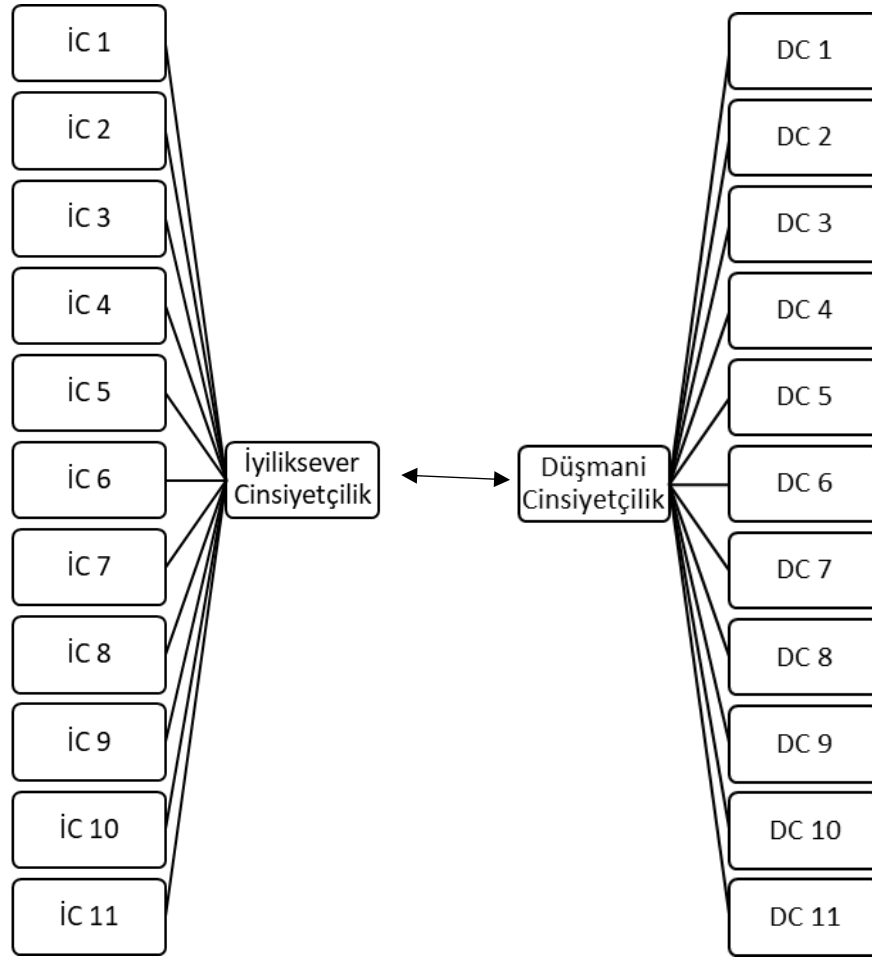 İC 1
İC 2
İC 3
İC 4
İC 5
İC 6
İC 7
İC 8
İC 9
İC 10
İC 11
İyiliksever
Cinsiyetçilik
Düşmani
Cinsiyetçilik
DC 1
DC 2
DC 3
DC 4
DC 5
DC 6
DC 7
DC 8
DC 9
DC 10
DC 11